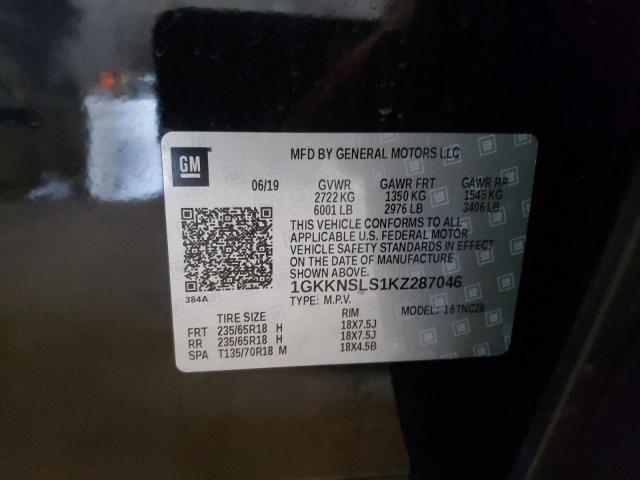 GM
MFD BY GENERAL MOTORS LLC
06/19 GVWR GAWR FRT GAWR RR
2722 KG 1350 KG 1545 KG
6001 LB 2976 LB 3406 LB
THIS VEHICLE CONFORMS TO ALL
APPLICABLE U.S. FEDERAL MOTOR
VEHICLE SAFETY STANDARDS IN EFFECT
ON THE DATE OF MANUFACTURE
SHOWN ABOVE.
384A
1GKKNSLS1KZ287046
TYPE: M.P.V. MODEL: 16TNC26
TIRE SIZE RIM
FRT 235/65R18 H 18X7.5J
RR 235/65R18 H 18X7.5J
SPA T135/70R18 M 18X4.5B